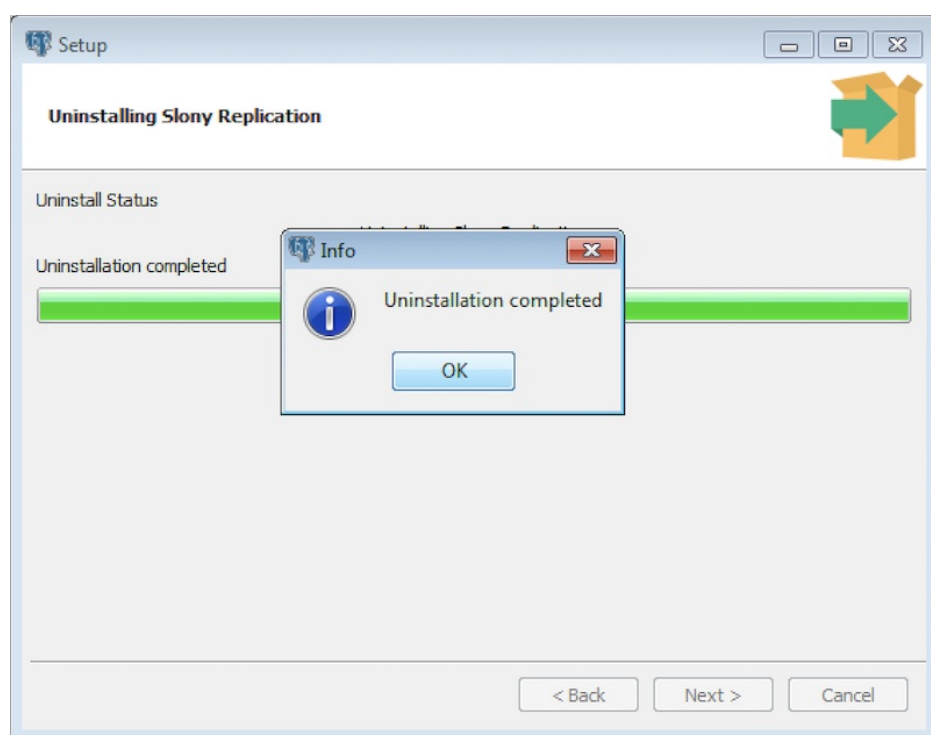 Setup
Uninstalling Slony Replication
Uninstall Status
Uninstallation completed
Info
Uninstallation completed
OK
< Back
Next >
Cancel